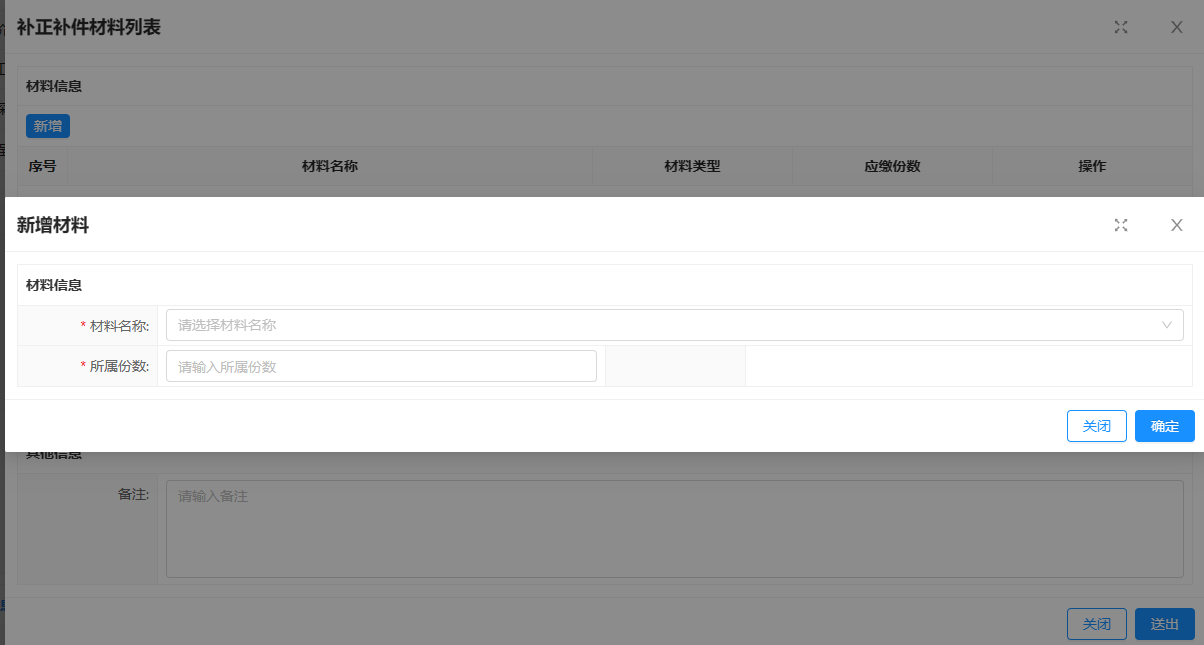 补正补件材料列表
材料信息
新增
序号 材料名称 材料类型 应缴份数 操作
新增材料
材料信息
* 材料名称: 请选择材料名称
* 所属份数: 请输入所属份数
关闭 确定
其他信息
备注: 请输入备注
关闭 送出